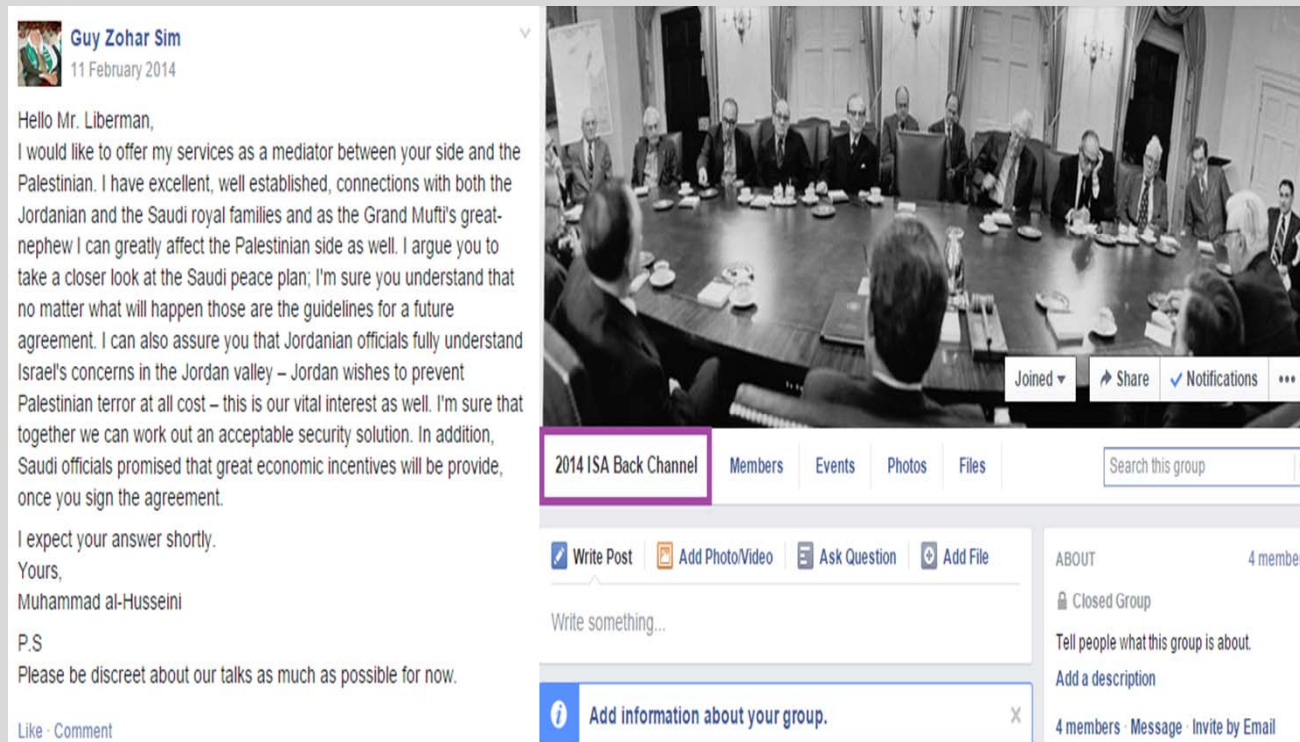 Guy Zohar Sim
11 February 2014
Hello Mr. Liberman,
I would like to offer my services as a mediator between your side and the
Palestinian. I have excellent, well established, connections with both the
Jordanian and the Saudi royal families and as the Grand Mufti's great-
nephew I can greatly affect the Palestinian side as well. I argue you to
take a closer look at the Saudi peace plan; I'm sure you understand that
no matter what will happen those are the guidelines for a future
agreement. I can also assure you that Jordanian officials fully understand
Israel's concerns in the Jordan valley – Jordan wishes to prevent
Palestinian terror at all cost – this is our vital interest as well. I'm sure that
together we can work out an acceptable security solution. In addition,
Saudi officials promised that great economic incentives will be provide,
once you sign the agreement.
I expect your answer shortly.
Yours,
Muhammad al-Husseini
P.S
Please be discreet about our talks as much as possible for now.
Like · Comment
Joined
Share
Notifications
2014 ISA Back Channel
Members
Events
Photos
Files
Search this group
Write Post
Add Photo/Video
Ask Question
Add File
Write something...
Add information about your group.
ABOUT
4 member
Closed Group
Tell people what this group is about.
Add a description
4 members · Message · Invite by Email